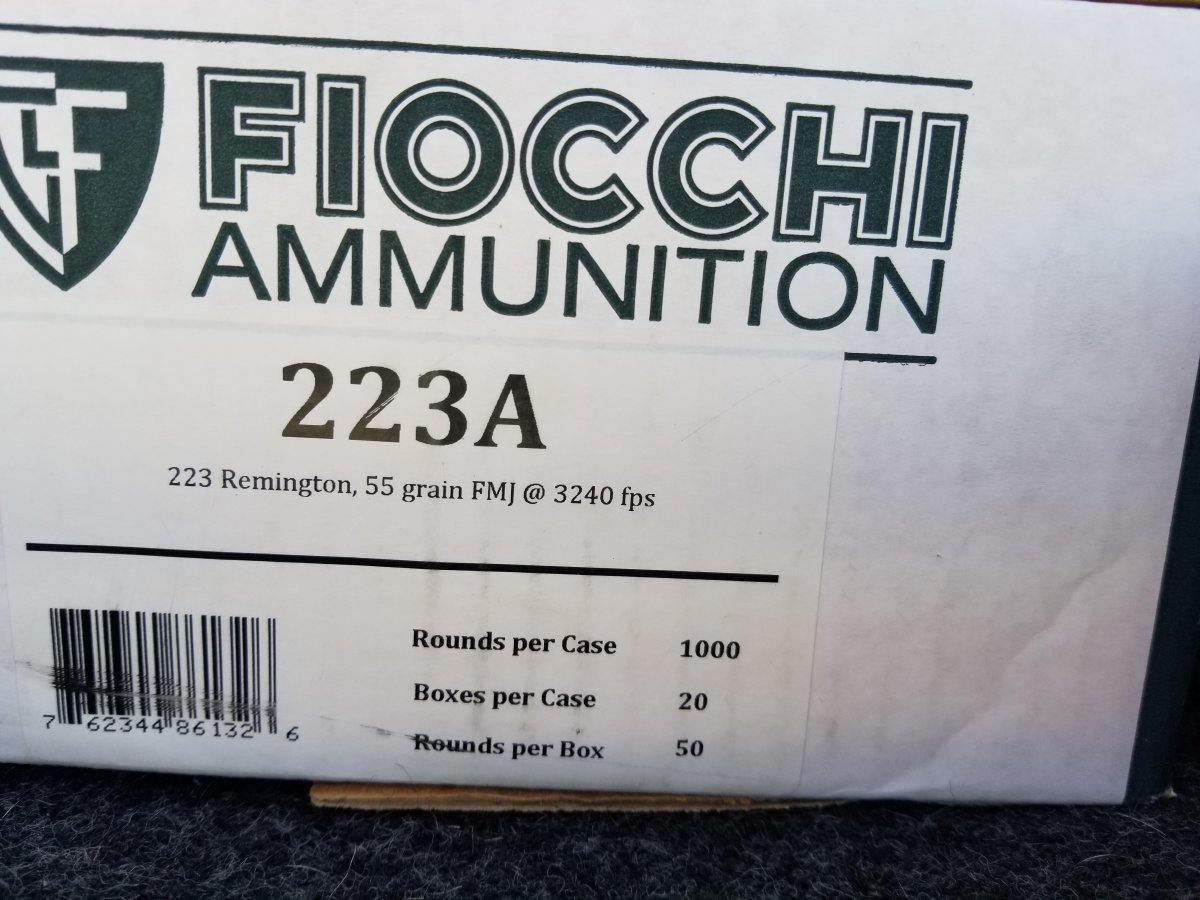 FIOCCHI
AMMUNITION
223A
223 Remington, 55 grain FMJ @ 3240 fps
Rounds per Case 1000
Boxes per Case 20
Rounds per Box 50
7 62344 86132 6